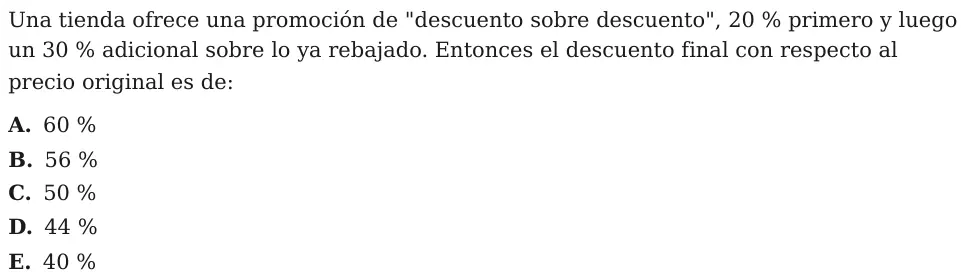 Una tienda ofrece una promoción de "descuento sobre descuento", 20 % primero y luego
un 30 % adicional sobre lo ya rebajado. Entonces el descuento final con respecto al
precio original es de:
A. 60 %
B. 56 %
C. 50 %
D. 44 %
E. 40 %